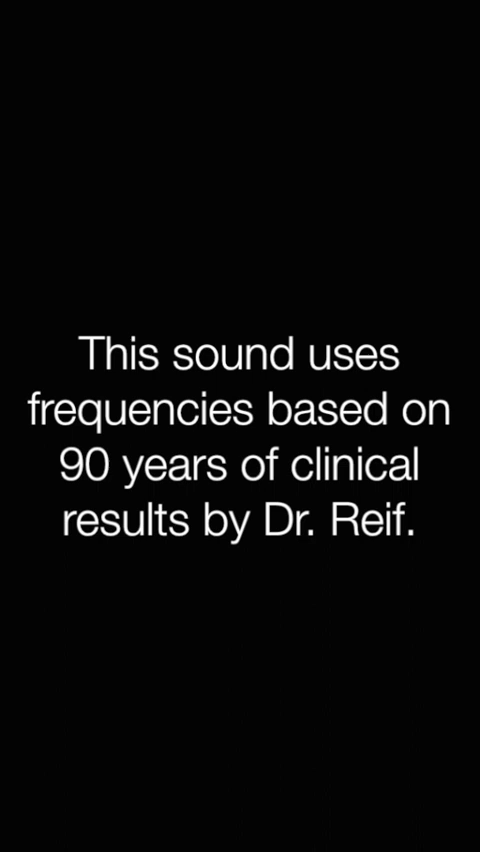 This sound uses
frequencies based on
90 years of clinical
results by Dr. Reif.